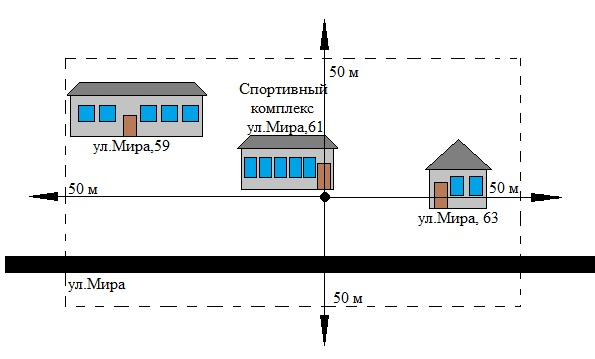 50 м
Спортивный
комплекс
ул.Мира,61
ул.Мира,59
50 м
50 м
ул.Мира, 63
ул.Мира
50 м